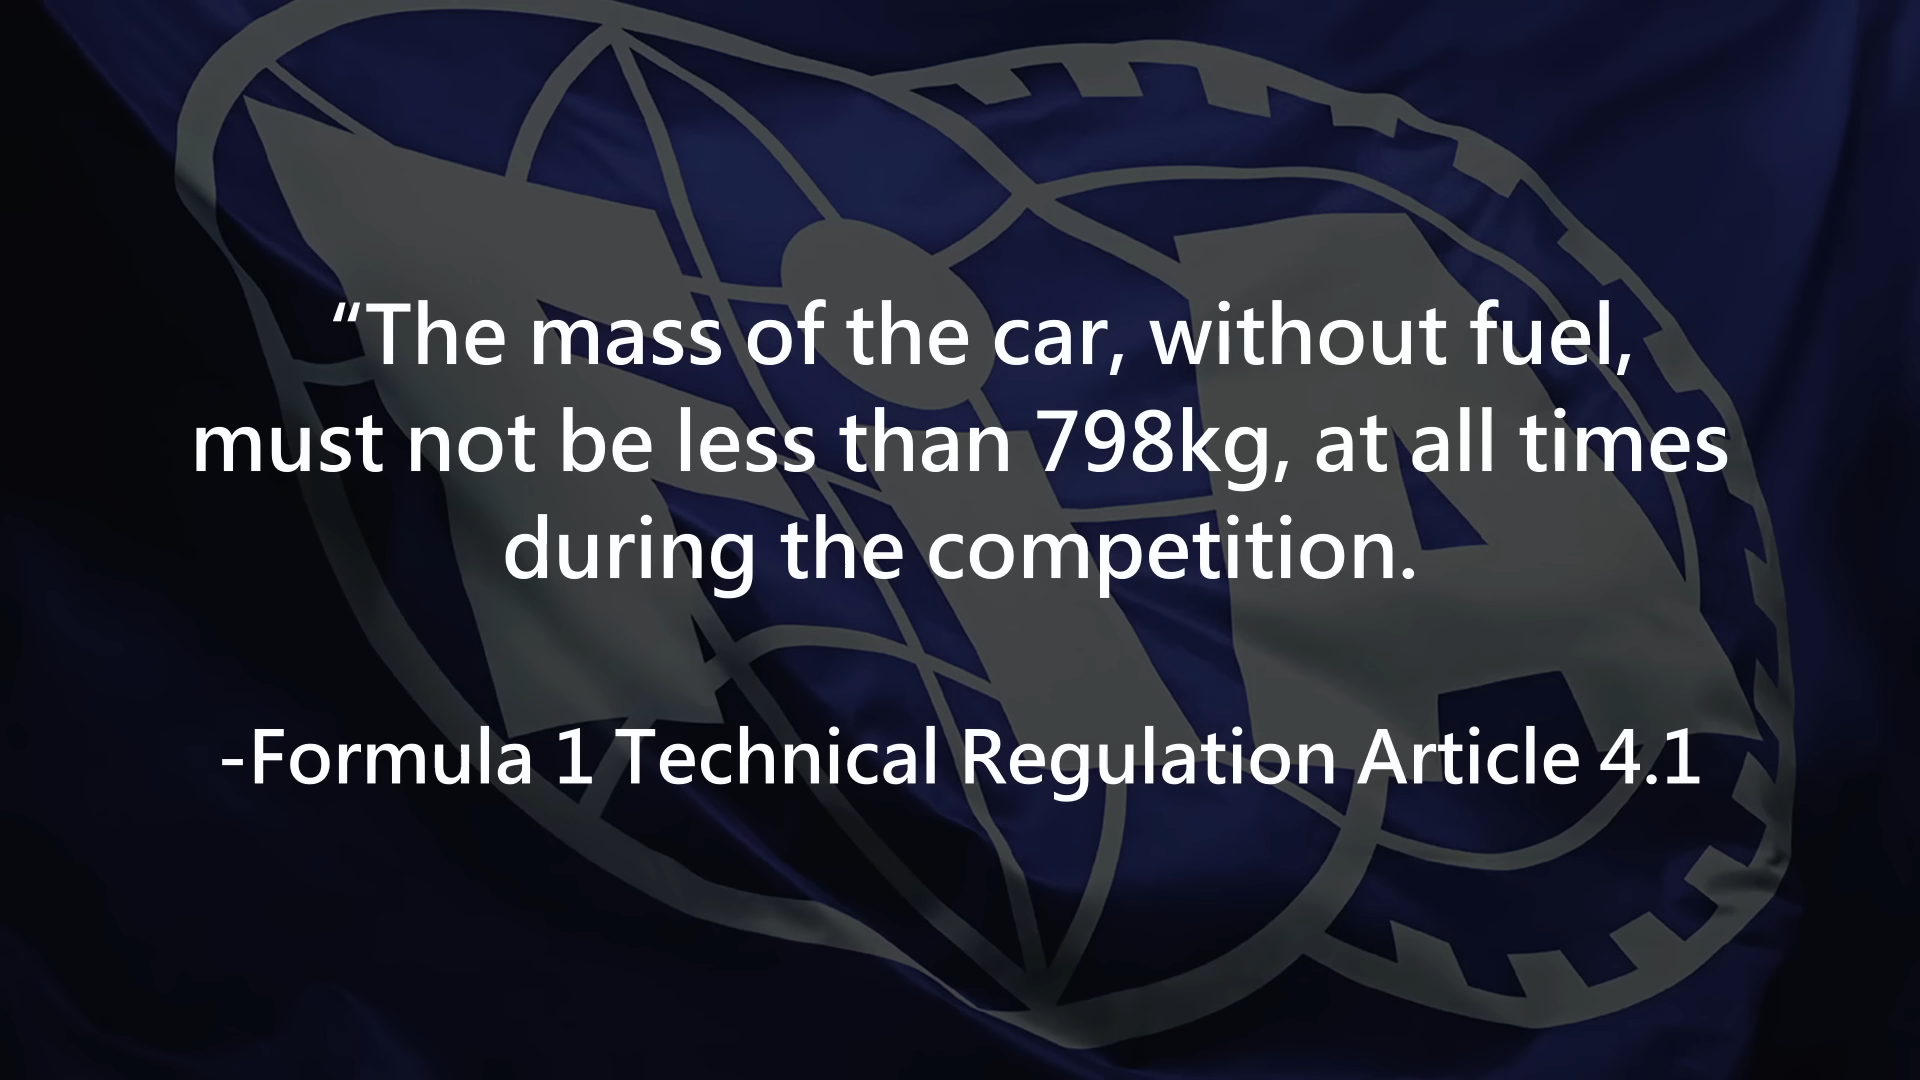 “The mass of the car, without fuel,
must not be less than 798kg, at all times
during the competition.
-Formula 1 Technical Regulation Article 4.1
FIA